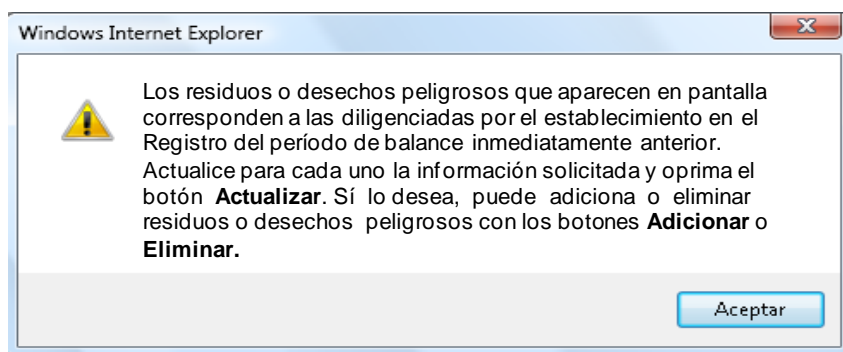 Windows Internet Explorer
Los residuos o desechos peligrosos que aparecen en pantalla
corresponden a las diligenciadas por el establecimiento en el
Registro del período de balance inmediatamente anterior.
Actualice para cada uno la información solicitada y oprima el
botón Actualizar. Sí lo desea, puede adiciona o eliminar
residuos o desechos peligrosos con los botones Adicionar o
Eliminar.
Aceptar